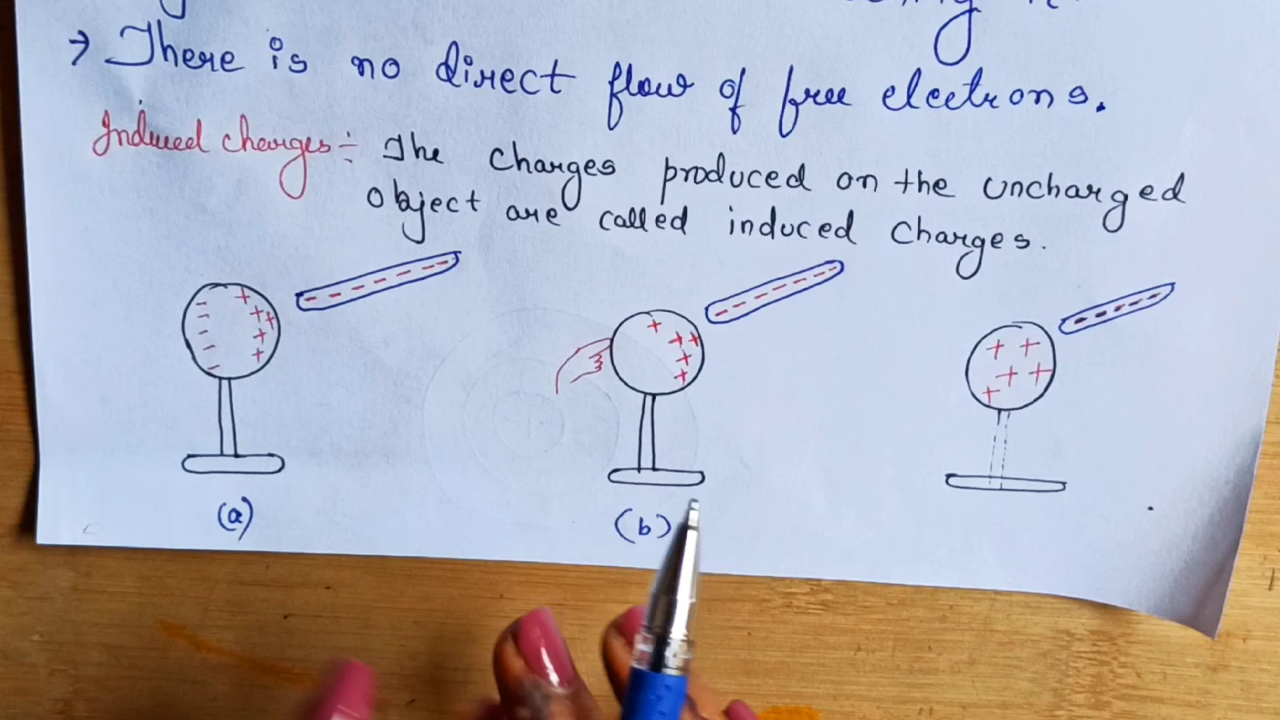 → There is no direct flow of free electrons.
Induced charges :- The charges produced on the uncharged
object are called induced charges.
(a)
(b)